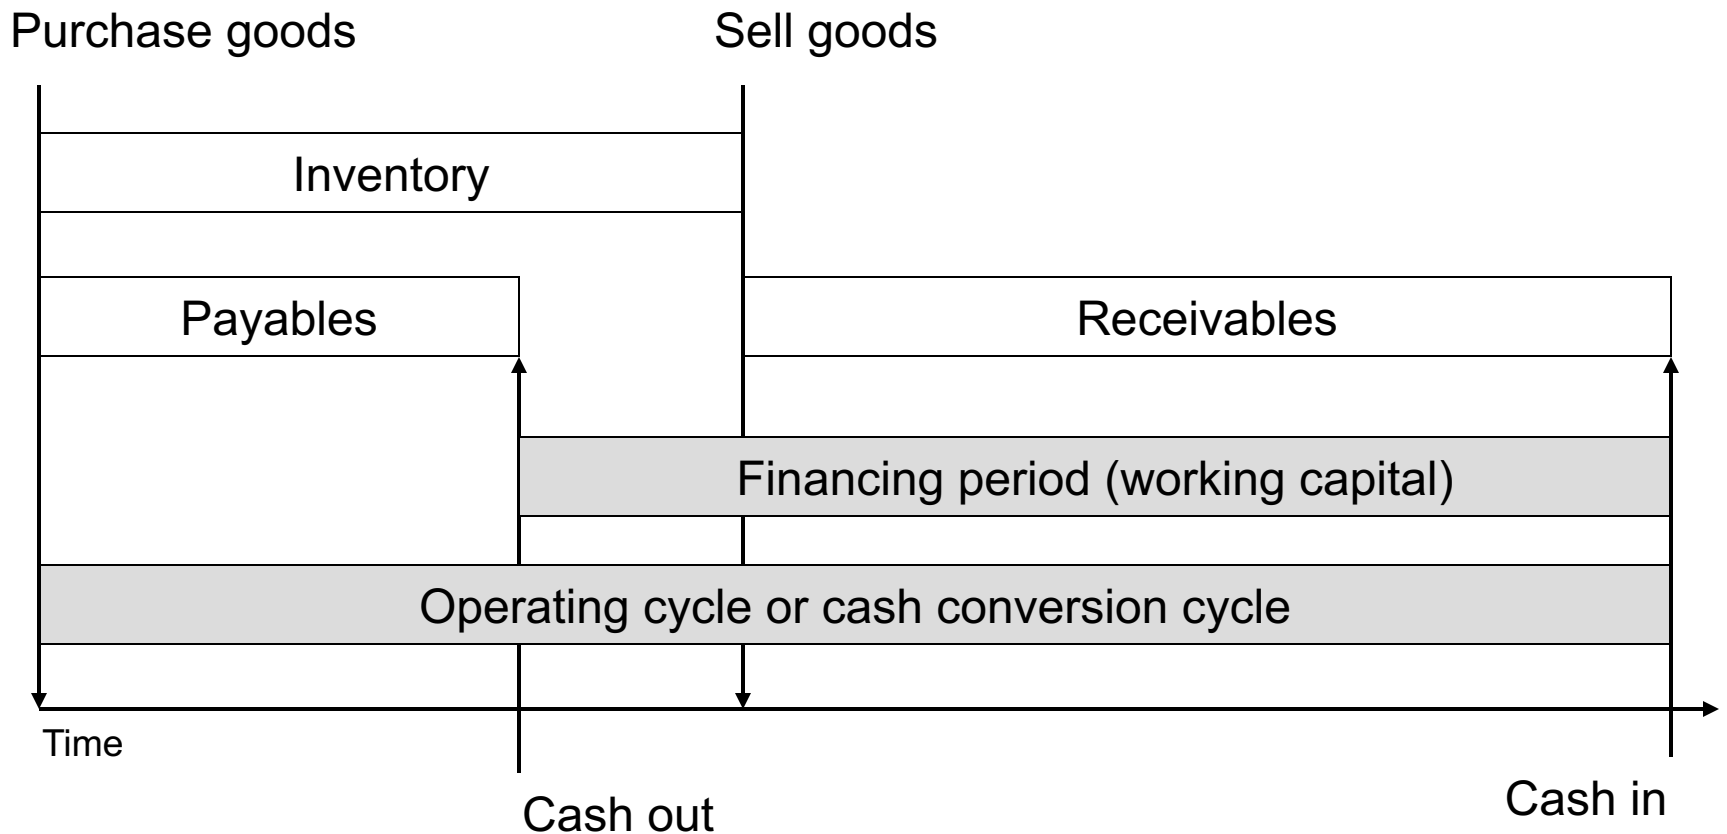 Purchase goods
Sell goods
Inventory
Payables
Receivables
Financing period (working capital)
Operating cycle or cash conversion cycle
Time
Cash out
Cash in